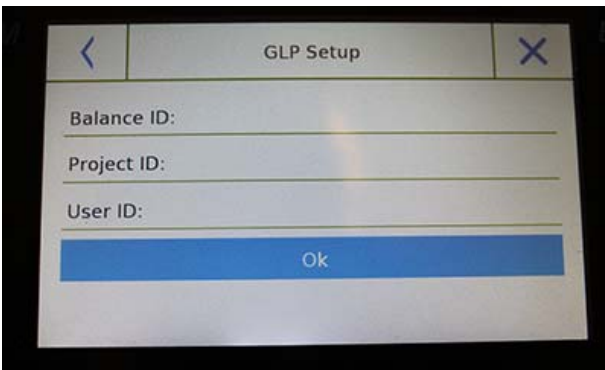 GLP Setup
Balance ID:
Project ID:
User ID:
Ok